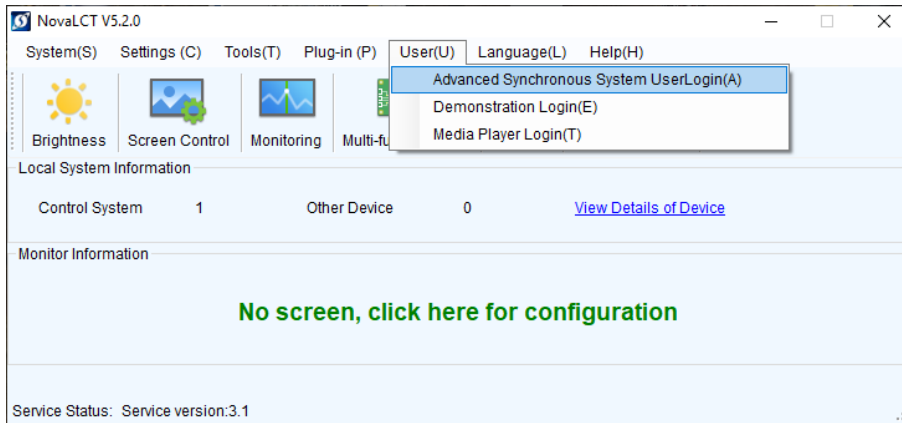 NovaLCT V5.2.0
System(S) Settings (C) Tools(T) Plug-in (P) User(U) Language(L) Help(H)
Advanced Synchronous System UserLogin(A)
Demonstration Login(E)
Media Player Login(T)
Brightness Screen Control Monitoring Multi-fu
Local System Information
Control System 1 Other Device 0 View Details of Device
Monitor Information
No screen, click here for configuration
Service Status: Service version:3.1